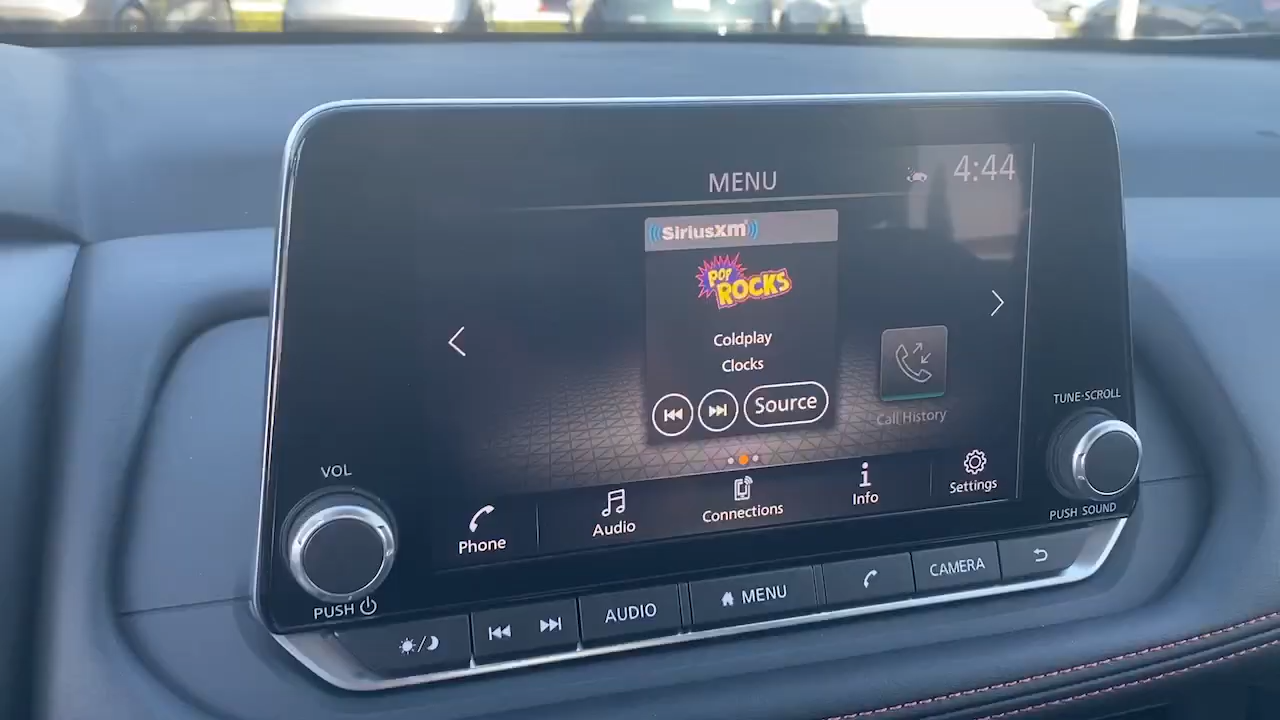 MENU
4:44
SiriusXm
POP
ROCKS
Coldplay
Clocks
Source
Call History
Phone
Audio
Connections
Info
Settings
VOL
PUSH
TUNE·SCROLL
PUSH SOUND
AUDIO
MENU
CAMERA